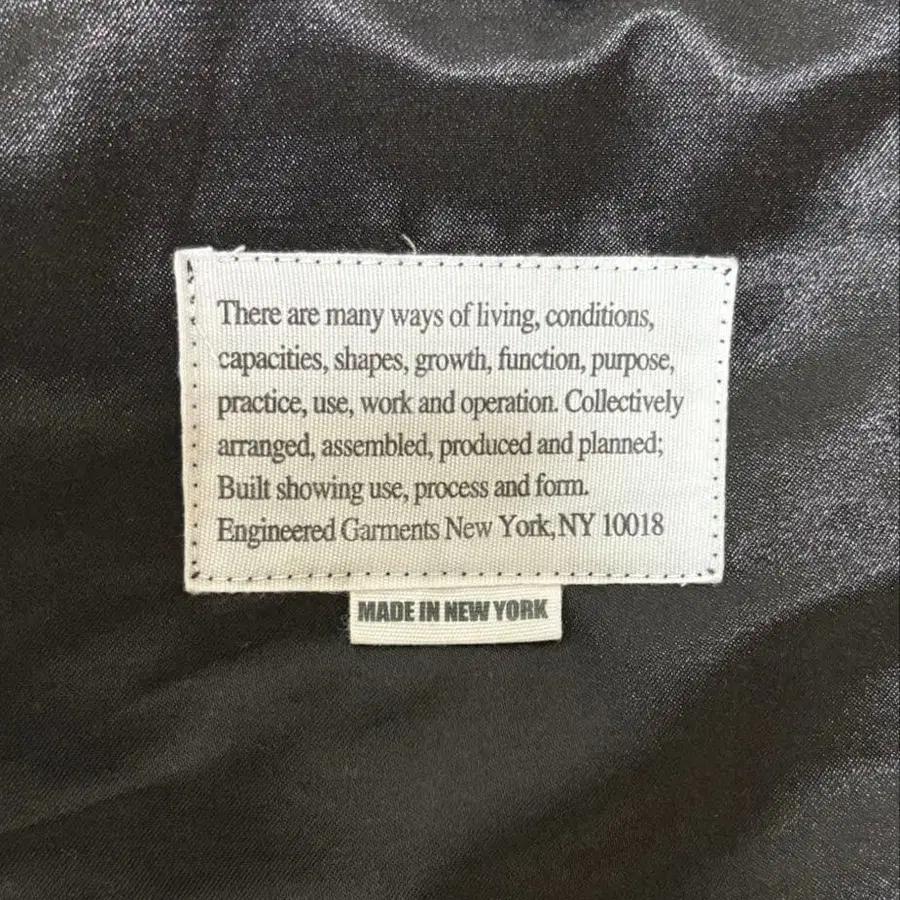 There are many ways of living, conditions,
capacities, shapes, growth, function, purpose,
practice, use, work and operation. Collectively
arranged, assembled, produced and planned;
Built showing use, process and form.
Engineered Garments New York, NY 10018
MADE IN NEW YORK